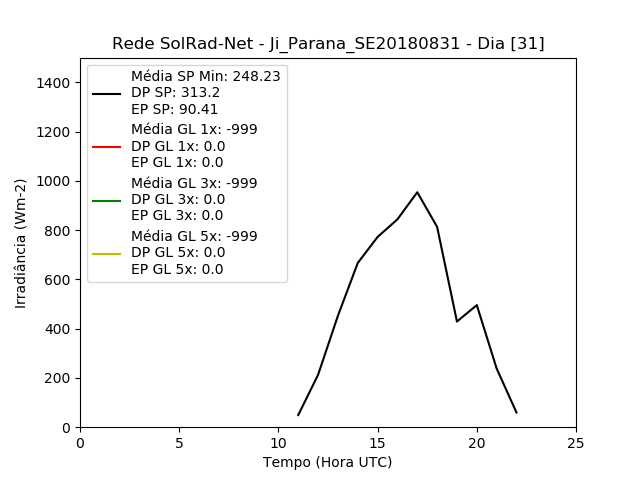 Rede SolRad-Net - Ji_Parana_SE20180831 - Dia [31]
Média SP Min: 248.23
DP SP: 313.2
EP SP: 90.41
Média GL 1x: -999
DP GL 1x: 0.0
EP GL 1x: 0.0
Média GL 3x: -999
DP GL 3x: 0.0
EP GL 3x: 0.0
Média GL 5x: -999
DP GL 5x: 0.0
EP GL 5x: 0.0
Irradiância (Wm-2)
1400
1200
1000
800
600
400
200
0
0 5 10 15 20 25
Tempo (Hora UTC)